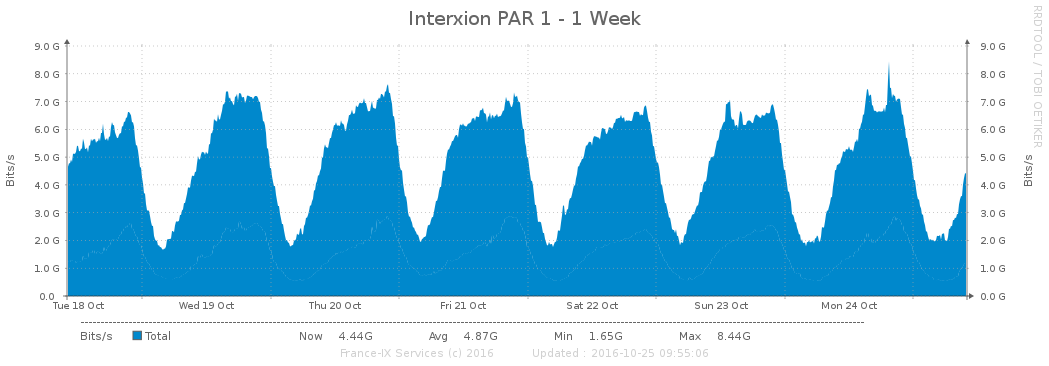 Interxion PAR 1 - 1 Week
RRDTOOL / TOBI OETIKER
Bits/s
9.0 G 9.0 G
8.0 G 8.0 G
7.0 G 7.0 G
6.0 G 6.0 G
5.0 G 5.0 G
4.0 G 4.0 G
3.0 G 3.0 G
2.0 G 2.0 G
1.0 G 1.0 G
0.0 0.0 G
Bits/s
Tue 18 Oct Wed 19 Oct Thu 20 Oct Fri 21 Oct Sat 22 Oct Sun 23 Oct Mon 24 Oct
Bits/s Total Now 4.44G Avg 4.87G Min 1.65G Max 8.44G
France-IX Services (c) 2016 Updated : 2016-10-25 09:55:06